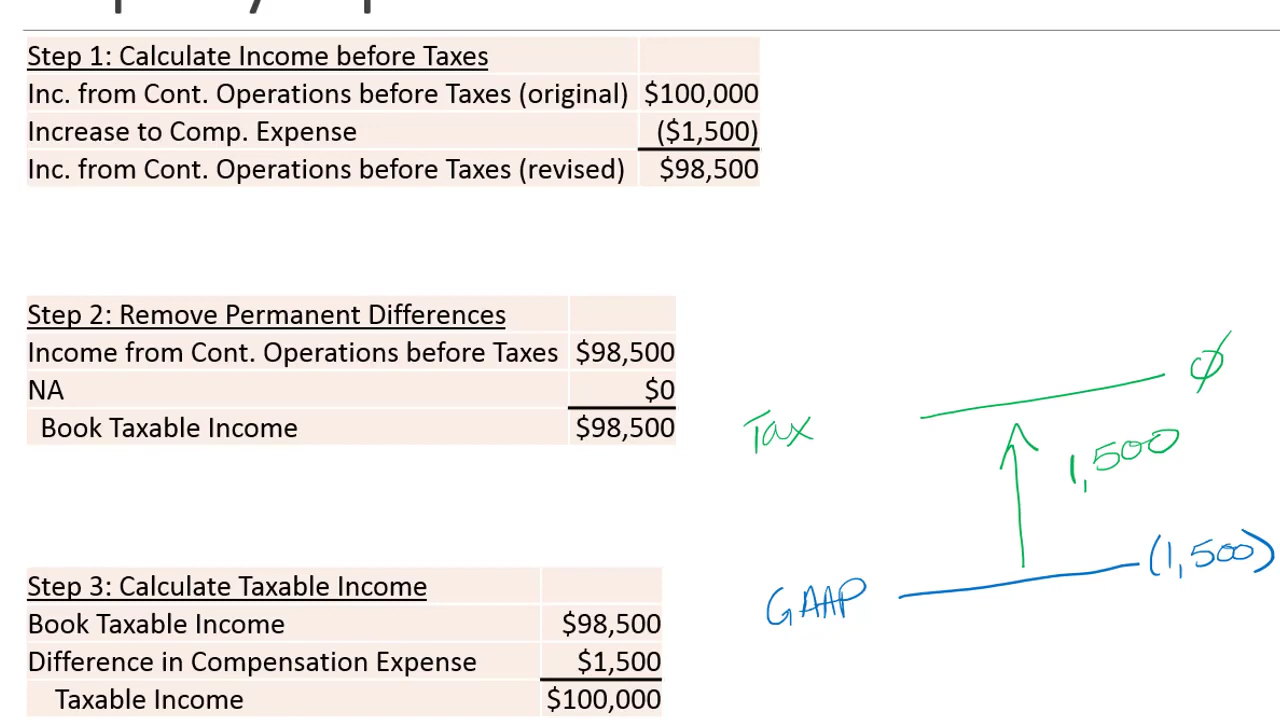 Step 1: Calculate Income before Taxes
Inc. from Cont. Operations before Taxes (original) $100,000
Increase to Comp. Expense ($1,500)
Inc. from Cont. Operations before Taxes (revised) $98,500
Step 2: Remove Permanent Differences
Income from Cont. Operations before Taxes $98,500
NA $0
Book Taxable Income $98,500
Ø
Tax
1,500
(1,500)
GAAP
Step 3: Calculate Taxable Income
Book Taxable Income $98,500
Difference in Compensation Expense $1,500
Taxable Income $100,000